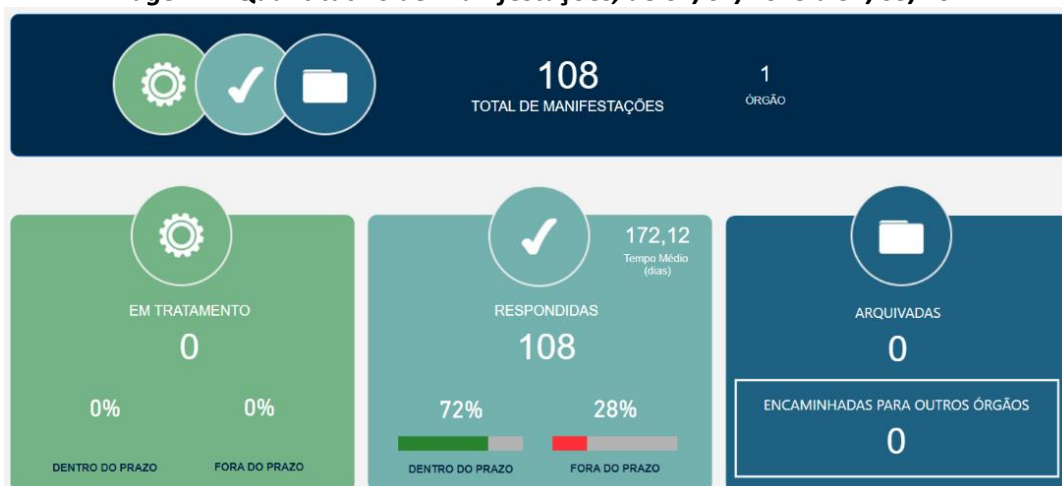 108
TOTAL DE MANIFESTAÇÕES
1
ÓRGÃO
EM TRATAMENTO
0
0% 0%
DENTRO DO PRAZO FORA DO PRAZO
172,12
Tempo Médio
(dias)
RESPONDIDAS
108
72% 28%
DENTRO DO PRAZO FORA DO PRAZO
ARQUIVADAS
0
ENCAMINHADAS PARA OUTROS ÓRGÃOS
0